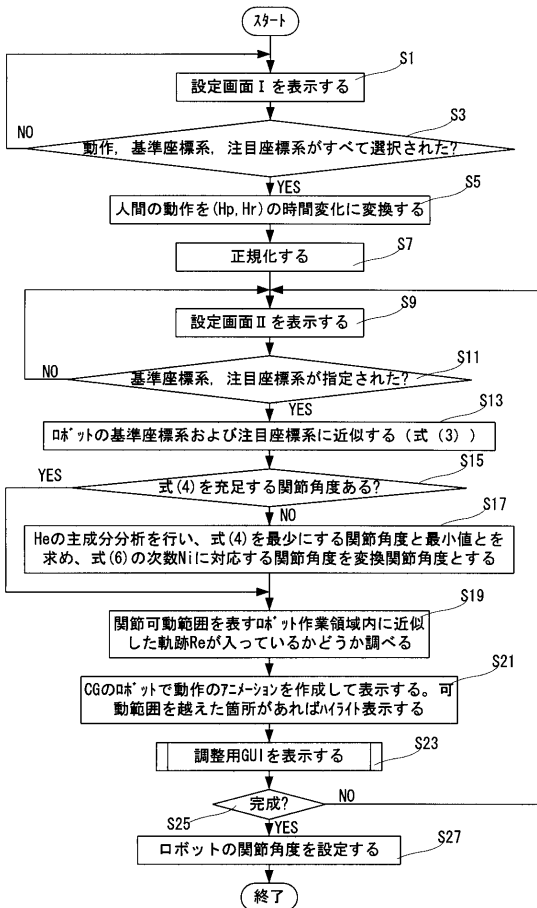 スタート
S1
設定画面Ⅰを表示する
S3
NO
動作, 基準座標系, 注目座標系がすべて選択された?
YES
S5
人間の動作を(Hp,Hr)の時間変化に変換する
S7
正規化する
S9
設定画面Ⅱを表示する
S11
NO
基準座標系, 注目座標系が指定された?
YES
S13
ロボットの基準座標系および注目座標系に近似する(式(3))
S15
YES
式(4)を充足する関節角度ある?
NO
S17
Heの主成分分析を行い、式(4)を最少にする関節角度と最小値とを
求め、式(6)の次数Niに対応する関節角度を変換関節角度とする
S19
関節可動範囲を表すロボット作業領域内に近似
した軌跡Reが入っているかどうか調べる
S21
CGのロボットで動作のアニメーションを作成して表示する。可
動範囲を越えた箇所があればハイライト表示する
S23
調整用GUIを表示する
完成?
NO
S25
YES
S27
ロボットの関節角度を設定する
終了